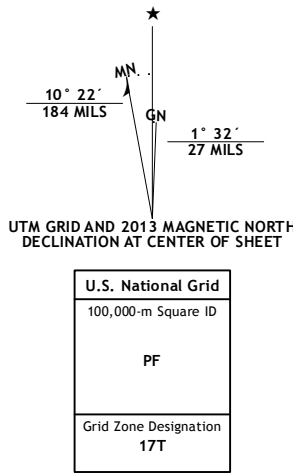 ★
MN
GN
10° 22´
184 MILS
1° 32´
27 MILS
UTM GRID AND 2013 MAGNETIC NORTH
DECLINATION AT CENTER OF SHEET
U.S. National Grid
100,000-m Square ID
PF
Grid Zone Designation
17T